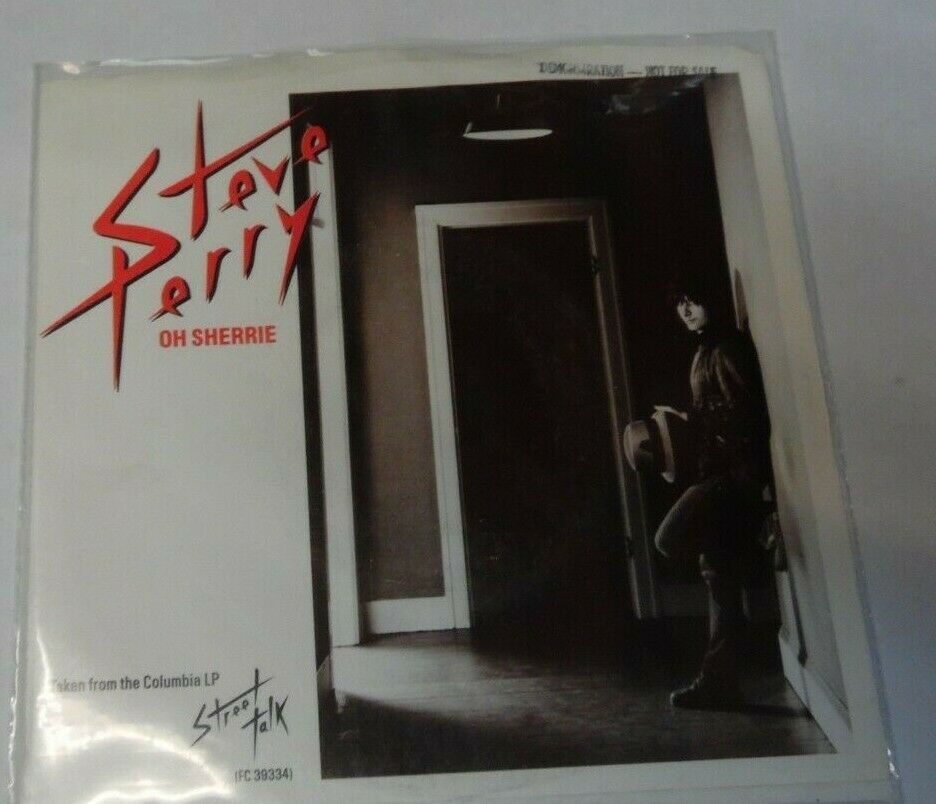 DEMONSTRATION — NOT FOR SALE
Steve
Perry
OH SHERRIE
Taken from the Columbia LP
Street
Talk
(FC 39334)